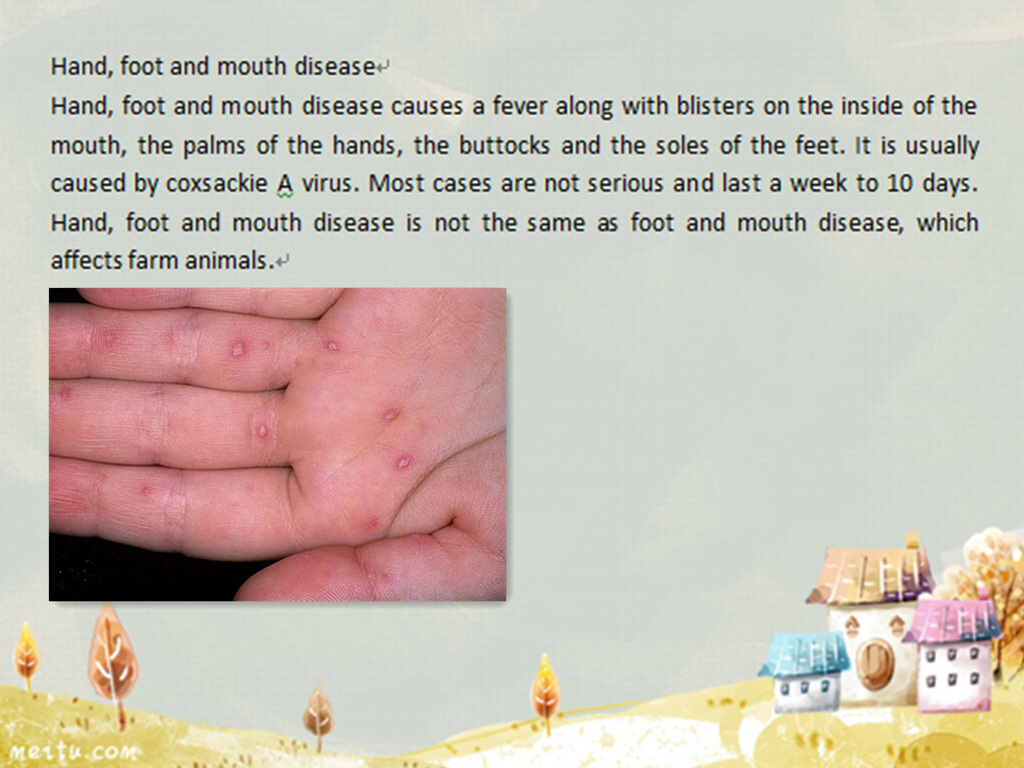 Hand, foot and mouth disease
Hand, foot and mouth disease causes a fever along with blisters on the inside of the
mouth, the palms of the hands, the buttocks and the soles of the feet. It is usually
caused by coxsackie A virus. Most cases are not serious and last a week to 10 days.
Hand, foot and mouth disease is not the same as foot and mouth disease, which
affects farm animals.
meitu.com